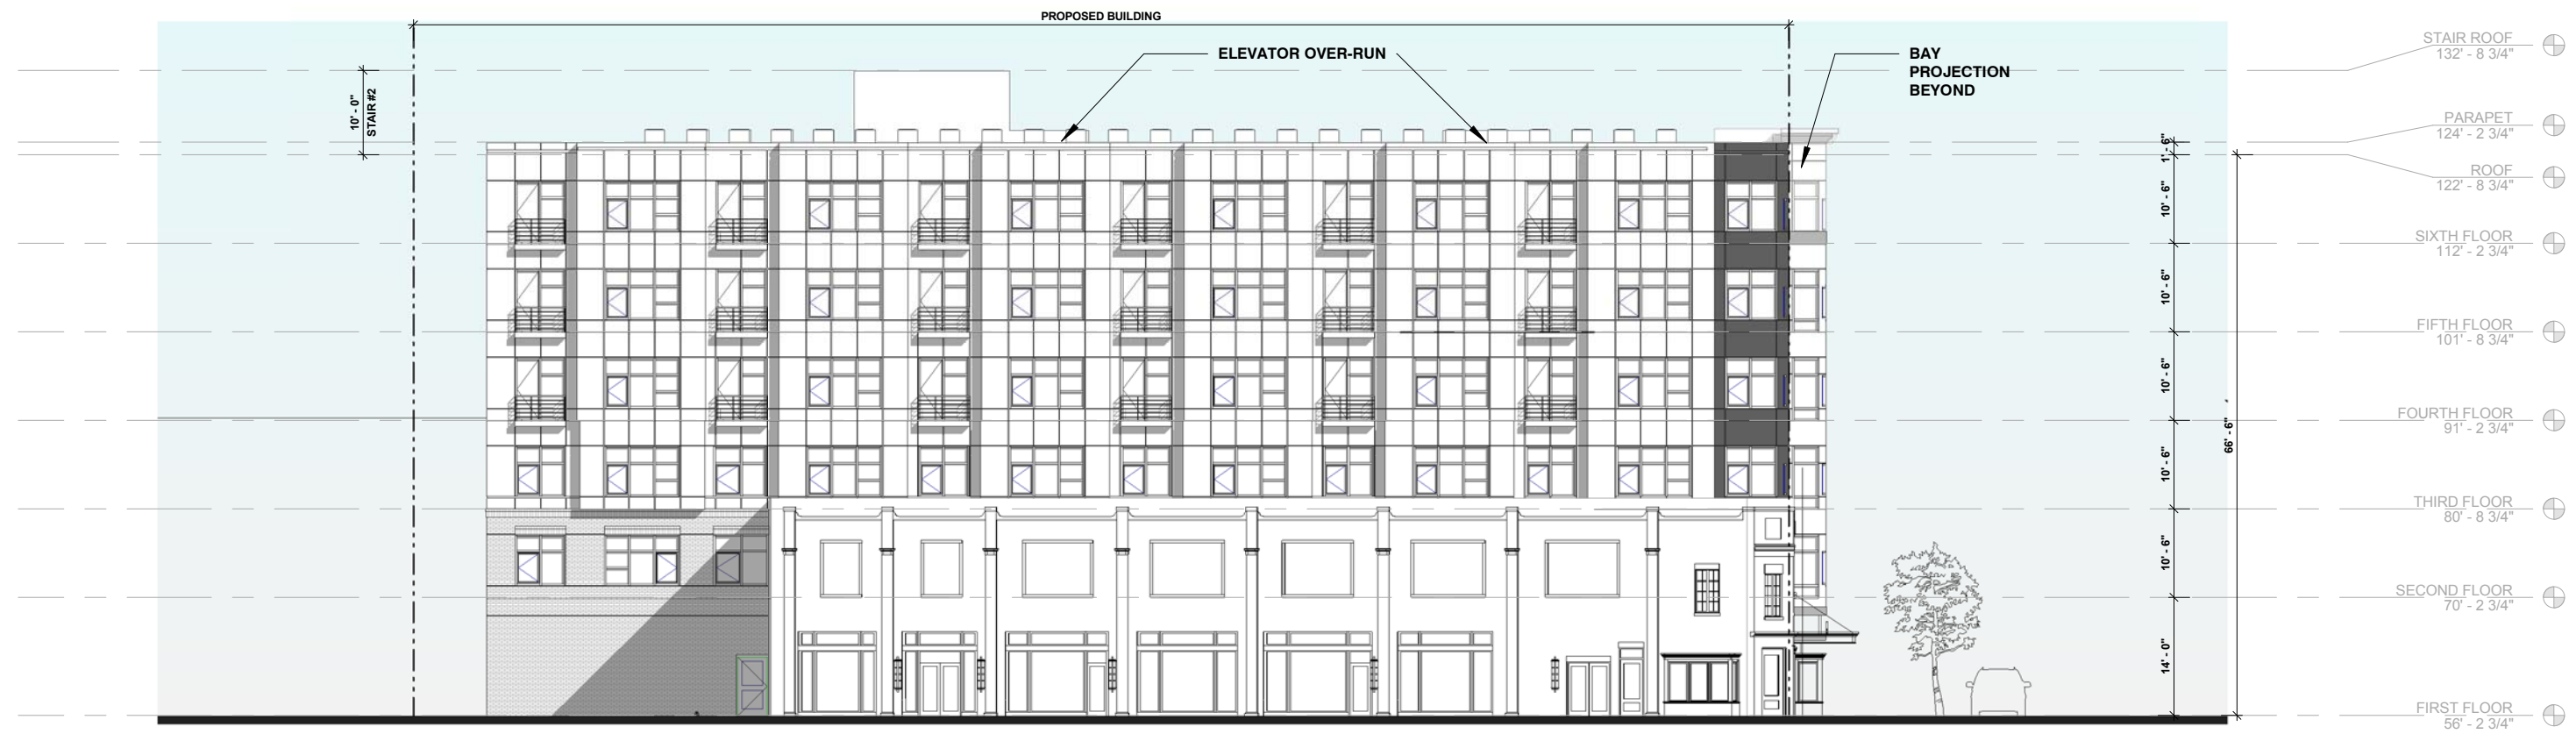 PROPOSED BUILDING
ELEVATOR OVER-RUN
BAY
PROJECTION
BEYOND
STAIR ROOF
132' - 8 3/4"
10' - 0"
STAIR #2
PARAPET
124' - 2 3/4"
1' - 6"
ROOF
122' - 8 3/4"
10' - 6"
SIXTH FLOOR
112' - 2 3/4"
10' - 6"
FIFTH FLOOR
101' - 8 3/4"
10' - 6"
FOURTH FLOOR
91' - 2 3/4"
66' - 6"
10' - 6"
THIRD FLOOR
80' - 8 3/4"
10' - 6"
SECOND FLOOR
70' - 2 3/4"
14' - 0"
FIRST FLOOR
56' - 2 3/4"